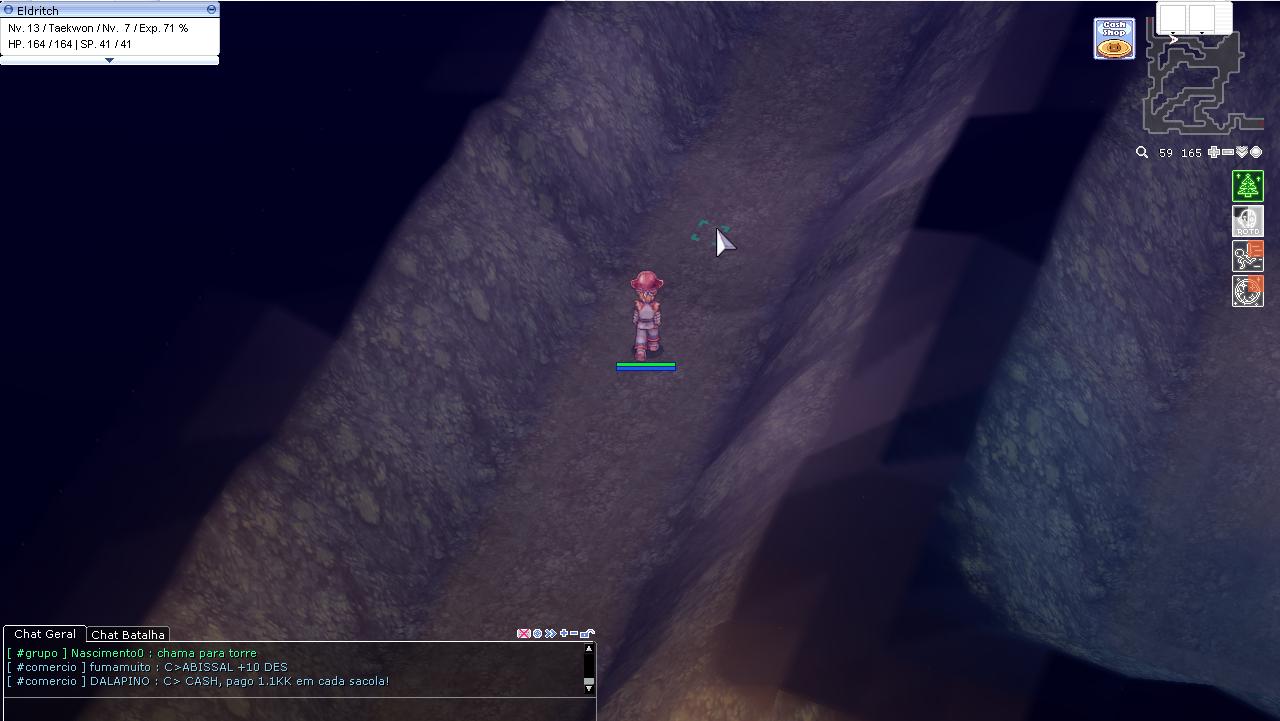 Eldritch
Nv. 13 / Taekwon / Nv. 7 / Exp. 71 %
HP. 164 / 164 | SP. 41 / 41
Cash Shop
59 165
ROTD
Chat Geral Chat Batalha
[ #grupo ] Nascimento0 : chama para torre
[ #comercio ] fumamuito : C>ABISSAL +10 DES
[ #comercio ] DALAPINO : C> CASH, pago 1.1KK em cada sacola!